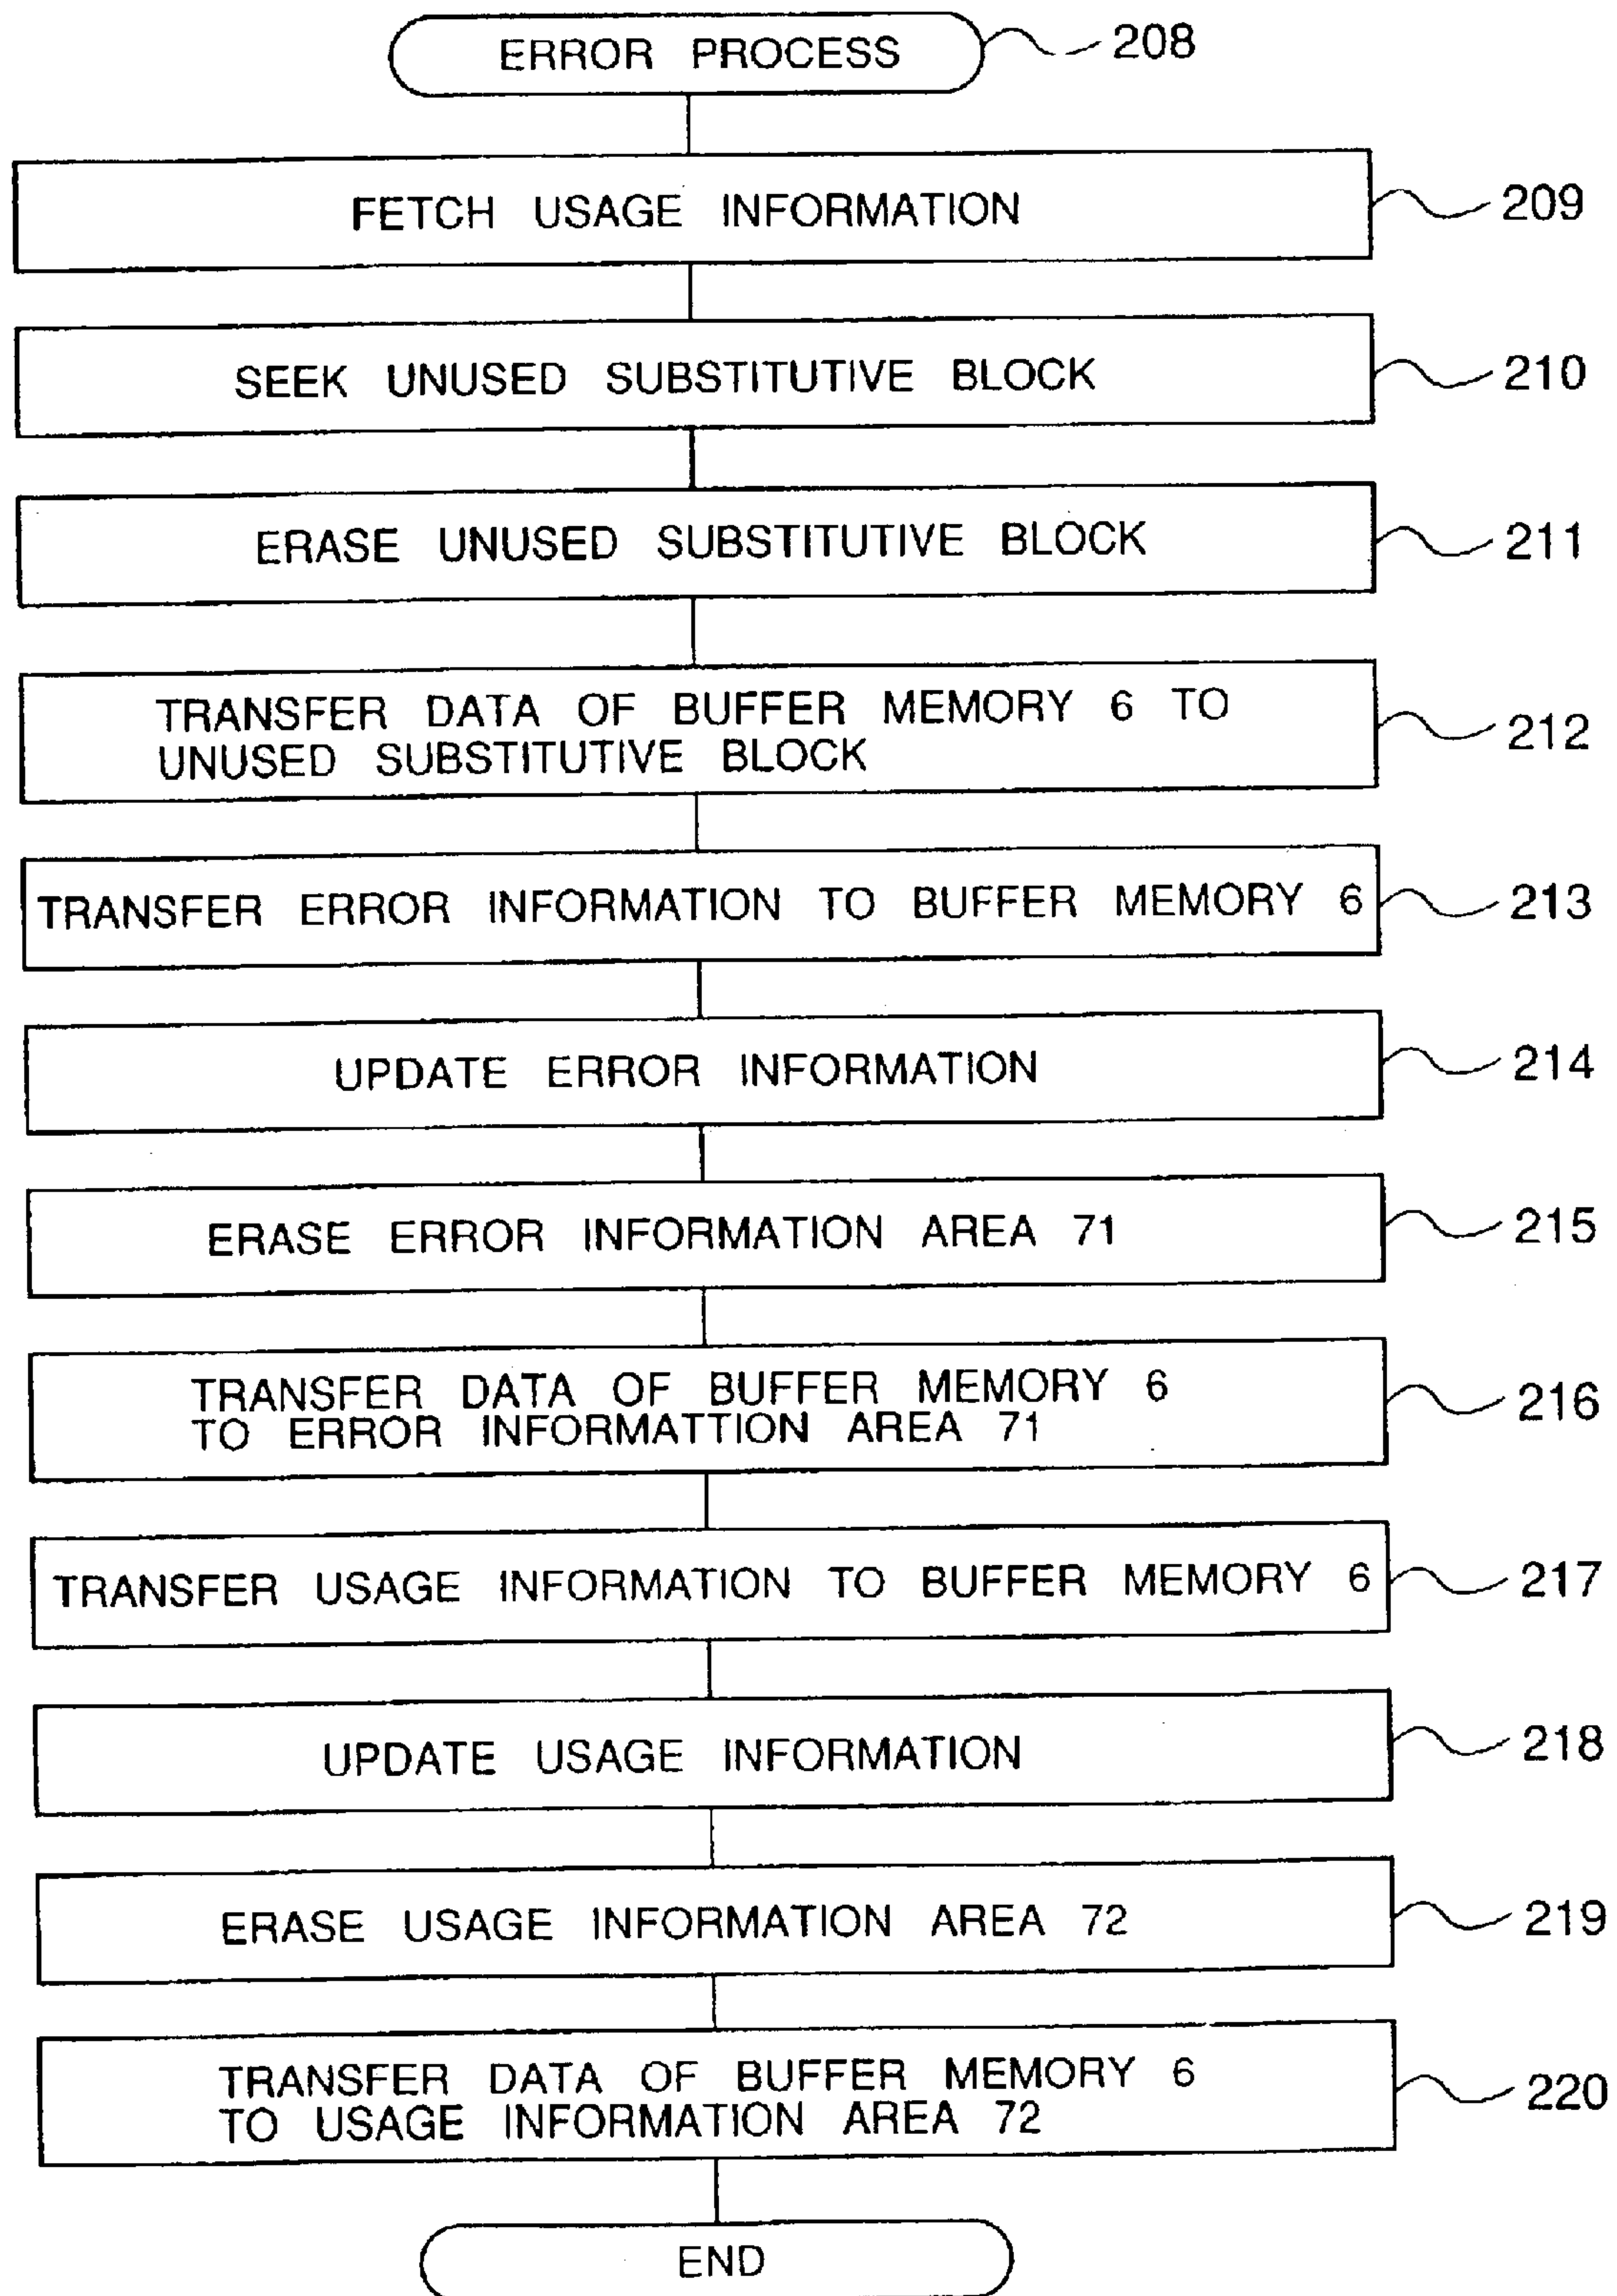 ERROR PROCESS 208
FETCH USAGE INFORMATION 209
SEEK UNUSED SUBSTITUTIVE BLOCK 210
ERASE UNUSED SUBSTITUTIVE BLOCK 211
TRANSFER DATA OF BUFFER MEMORY 6 TO
UNUSED SUBSTITUTIVE BLOCK 212
TRANSFER ERROR INFORMATION TO BUFFER MEMORY 6 213
UPDATE ERROR INFORMATION 214
ERASE ERROR INFORMATION AREA 71 215
TRANSFER DATA OF BUFFER MEMORY 6
TO ERROR INFORMATTION AREA 71 216
TRANSFER USAGE INFORMATION TO BUFFER MEMORY 6 217
UPDATE USAGE INFORMATION 218
ERASE USAGE INFORMATION AREA 72 219
TRANSFER DATA OF BUFFER MEMORY 6
TO USAGE INFORMATION AREA 72 220
END